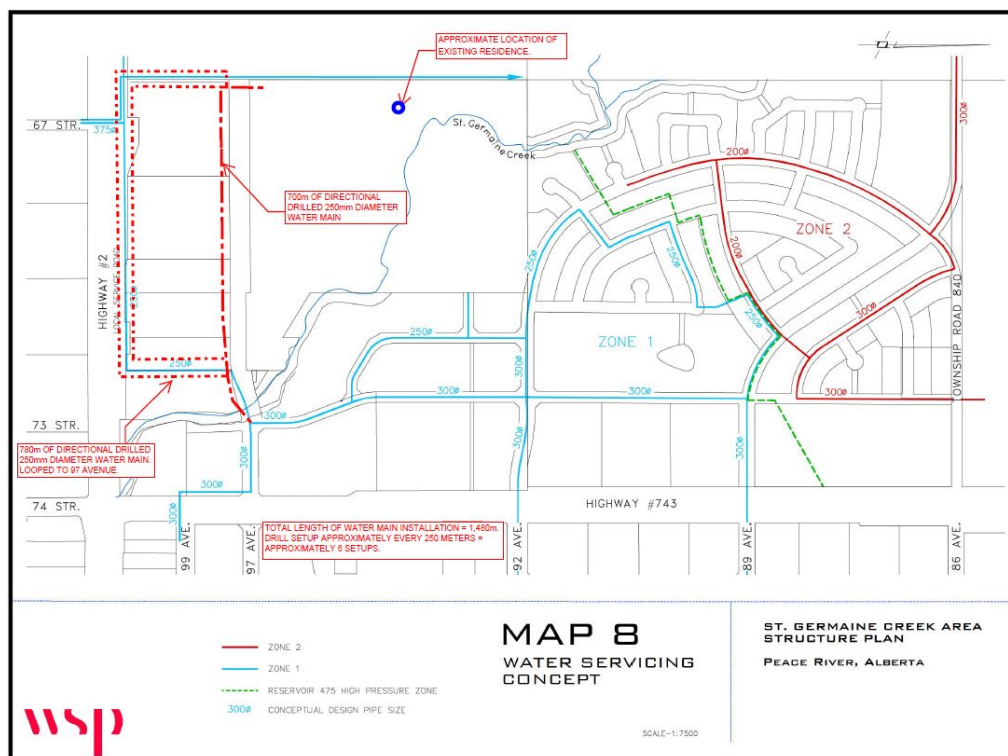 APPROXIMATE LOCATION OF
EXISTING RESIDENCE.
67 STR.
375ø
St. Germaine Creek
200ø
300ø
700m OF DIRECTIONAL
DRILLED 250mm DIAMETER
WATER MAIN
ZONE 2
HIGHWAY #2
LOCAL SERVICE ROAD
250ø
250ø
200ø
250ø
300ø
TOWNSHIP ROAD 840
ZONE 1
250ø
250ø
300ø
300ø
300ø
300ø
300ø
73 STR.
300ø
300ø
780m OF DIRECTIONAL DRILLED
250mm DIAMETER WATER MAIN.
LOOPED TO 97 AVENUE.
300ø
HIGHWAY #743
74 STR.
300ø
TOTAL LENGTH OF WATER MAIN INSTALLATION = 1,480m.
DRILL SETUP APPROXIMATELY EVERY 250 METERS =
APPROXIMATELY 6 SETUPS.
99 AVE.
97 AVE.
92 AVE.
89 AVE.
86 AVE.
MAP 8
WATER SERVICING
CONCEPT
ST. GERMAINE CREEK AREA
STRUCTURE PLAN
PEACE RIVER, ALBERTA
ZONE 2
ZONE 1
RESERVOIR 475 HIGH PRESSURE ZONE
300ø CONCEPTUAL DESIGN PIPE SIZE
SCALE-1:7500
wsp